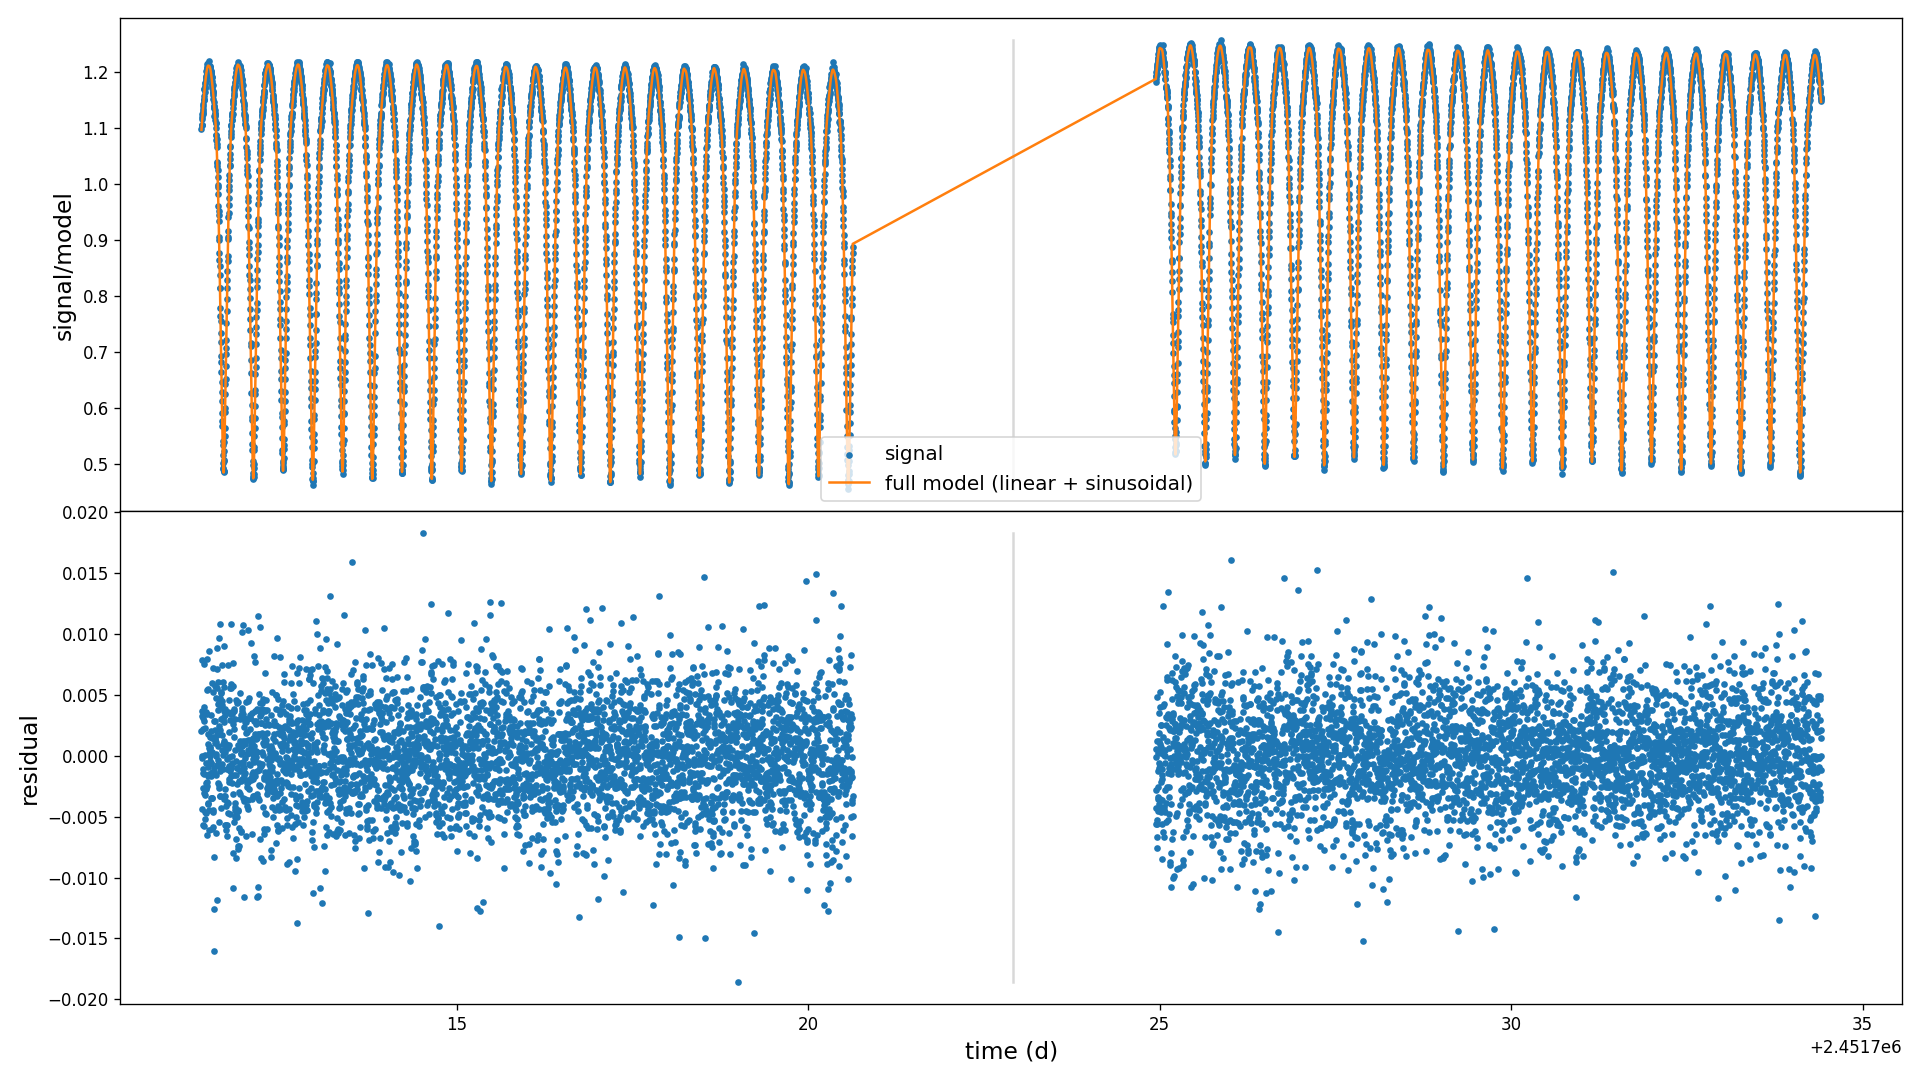 signal/model
1.2
1.1
1.0
0.9
0.8
0.7
0.6
0.5
signal
full model (linear + sinusoidal)
residual
0.020
0.015
0.010
0.005
0.000
−0.005
−0.010
−0.015
−0.020
15 20 25 30 35
time (d)
+2.4517e6